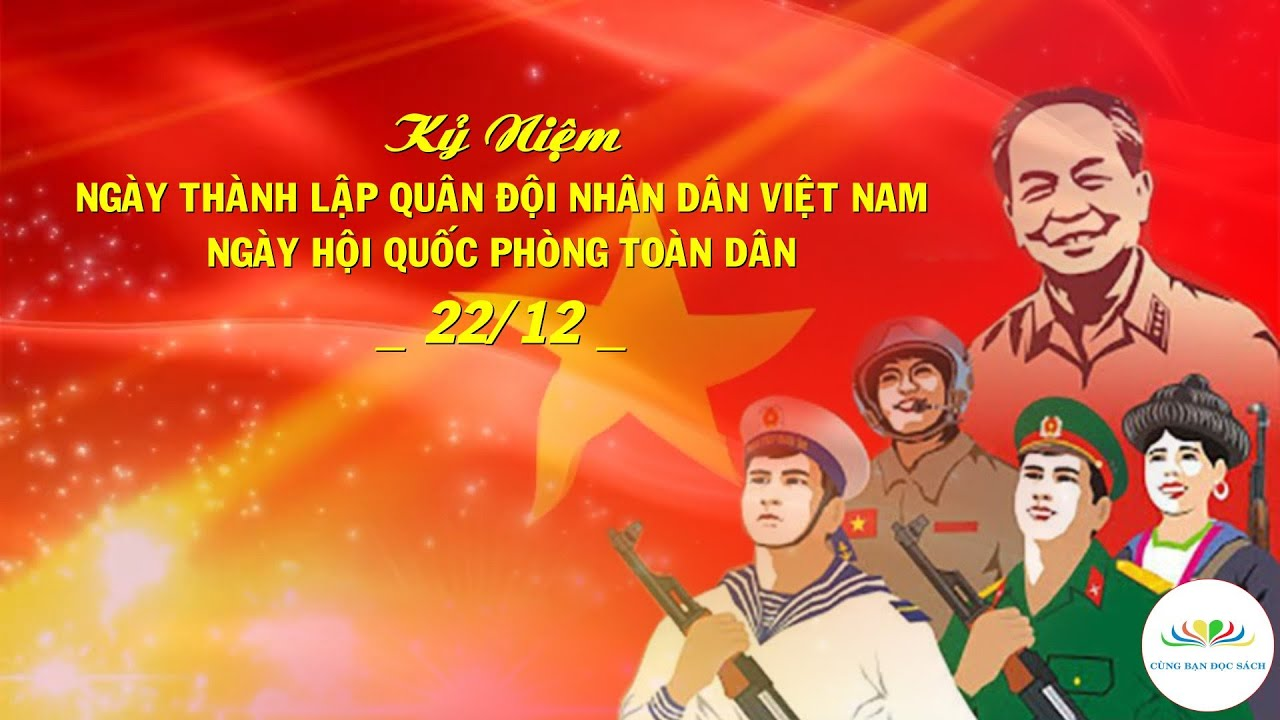 Kỷ Niệm
NGÀY THÀNH LẬP QUÂN ĐỘI NHÂN DÂN VIỆT NAM
NGÀY HỘI QUỐC PHÒNG TOÀN DÂN
_ 22/12 _
CÙNG BẠN ĐỌC SÁCH